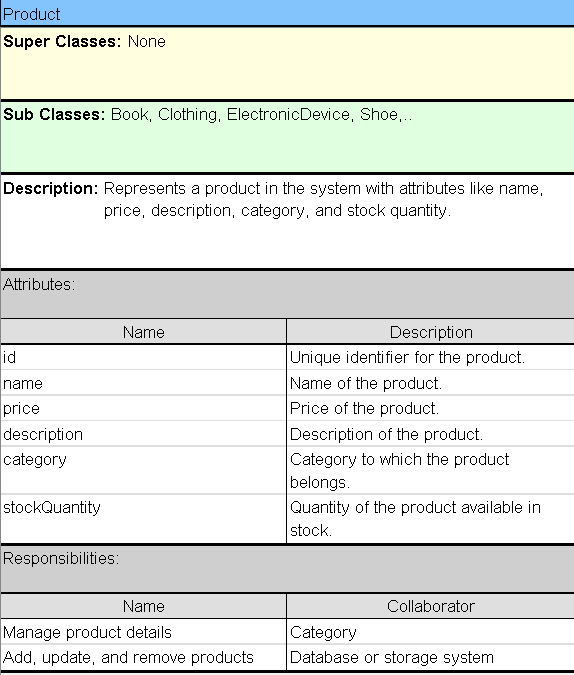 Product
Super Classes: None
Sub Classes: Book, Clothing, ElectronicDevice, Shoe,..
Description: Represents a product in the system with attributes like name,
price, description, category, and stock quantity.
Attributes:
Name Description
id Unique identifier for the product.
name Name of the product.
price Price of the product.
description Description of the product.
category Category to which the product
belongs.
stockQuantity Quantity of the product available in
stock.
Responsibilities:
Name Collaborator
Manage product details Category
Add, update, and remove products Database or storage system